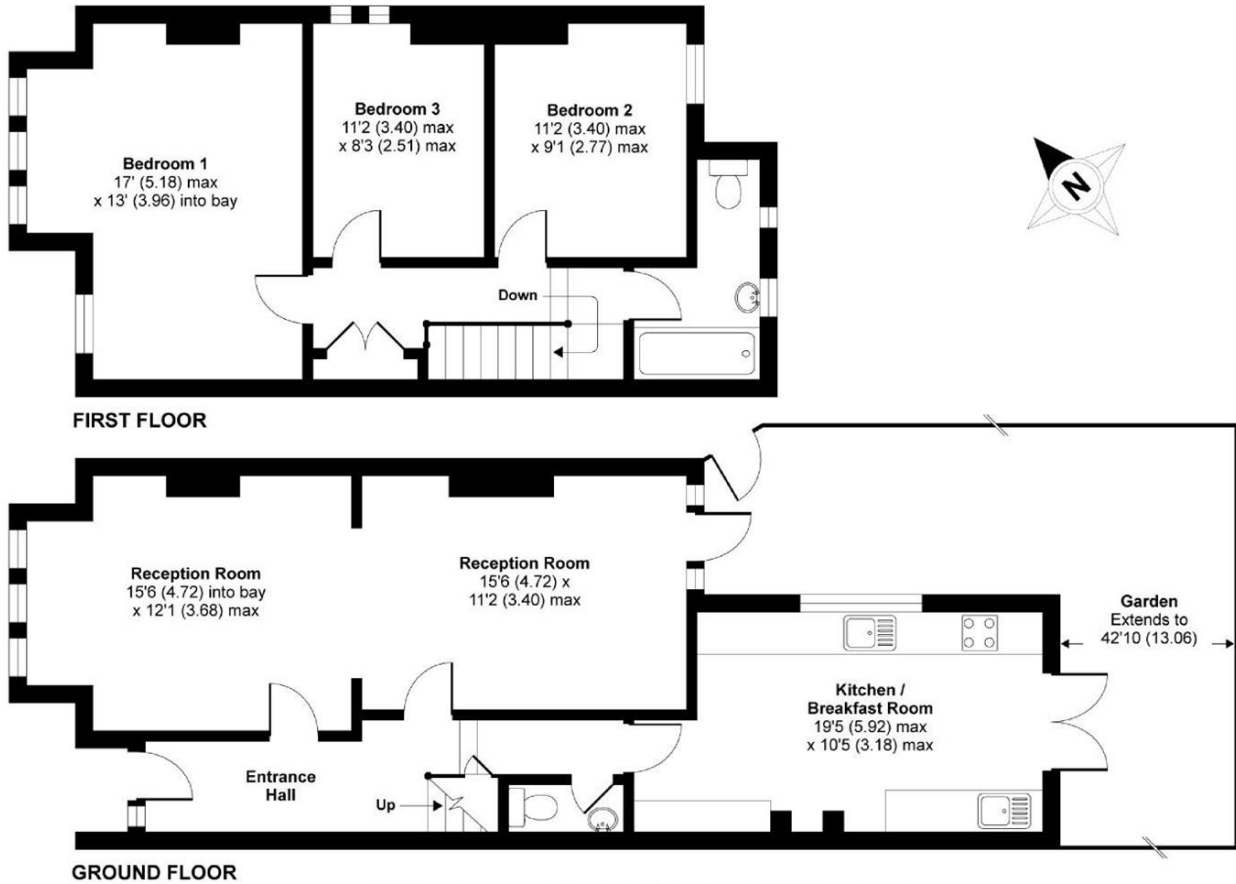 Bedroom 1
17' (5.18) max
x 13' (3.96) into bay
Bedroom 3
11'2 (3.40) max
x 8'3 (2.51) max
Bedroom 2
11'2 (3.40) max
x 9'1 (2.77) max
N
Down
FIRST FLOOR
Reception Room
15'6 (4.72) into bay
x 12'1 (3.68) max
Reception Room
15'6 (4.72) x
11'2 (3.40) max
Garden
Extends to
42'10 (13.06)
Kitchen /
Breakfast Room
19'5 (5.92) max
x 10'5 (3.18) max
Entrance
Hall
Up
GROUND FLOOR